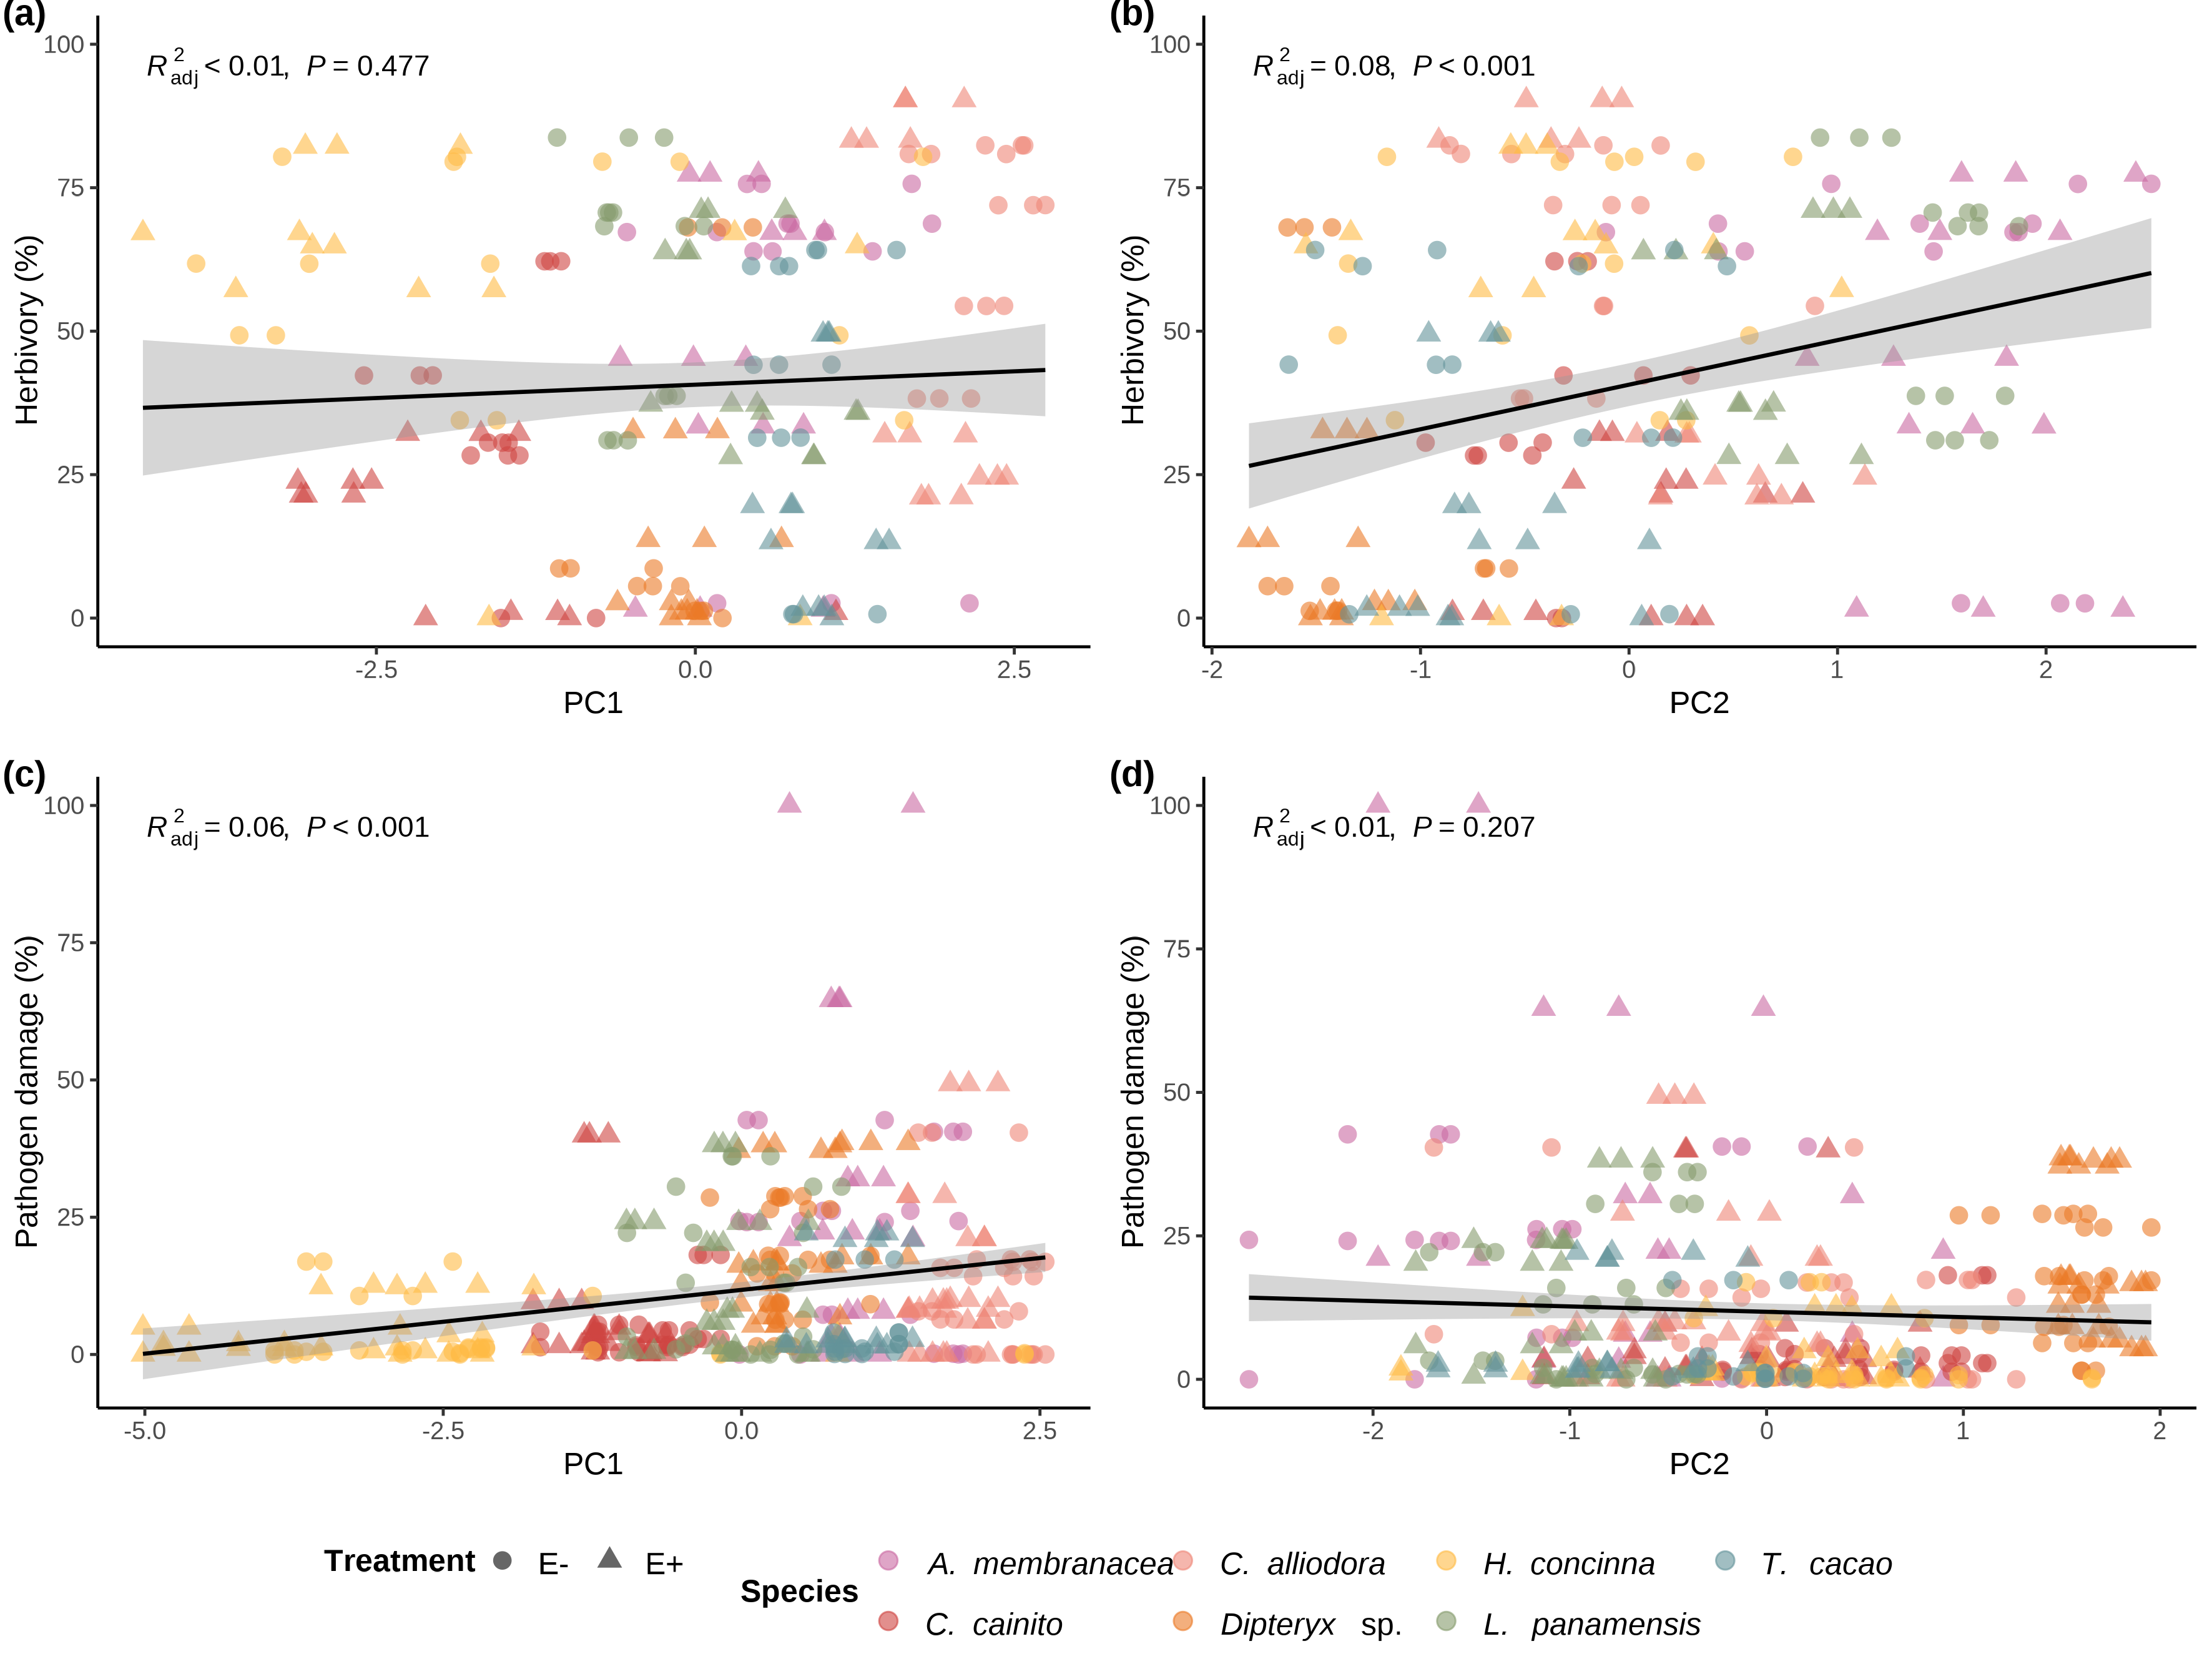 (a)
R²adj < 0.01, P = 0.477
Herbivory (%)
100
75
50
25
0
-2.5 0.0 2.5
PC1
(b)
R²adj = 0.08, P < 0.001
Herbivory (%)
100
75
50
25
0
-2 -1 0 1 2
PC2
(c)
R²adj = 0.06, P < 0.001
Pathogen damage (%)
100
75
50
25
0
-5.0 -2.5 0.0 2.5
PC1
(d)
R²adj < 0.01, P = 0.207
Pathogen damage (%)
100
75
50
25
0
-2 -1 0 1 2
PC2
Treatment E- E+
Species
A. membranacea C. alliodora H. concinna T. cacao
C. cainito Dipteryx sp. L. panamensis